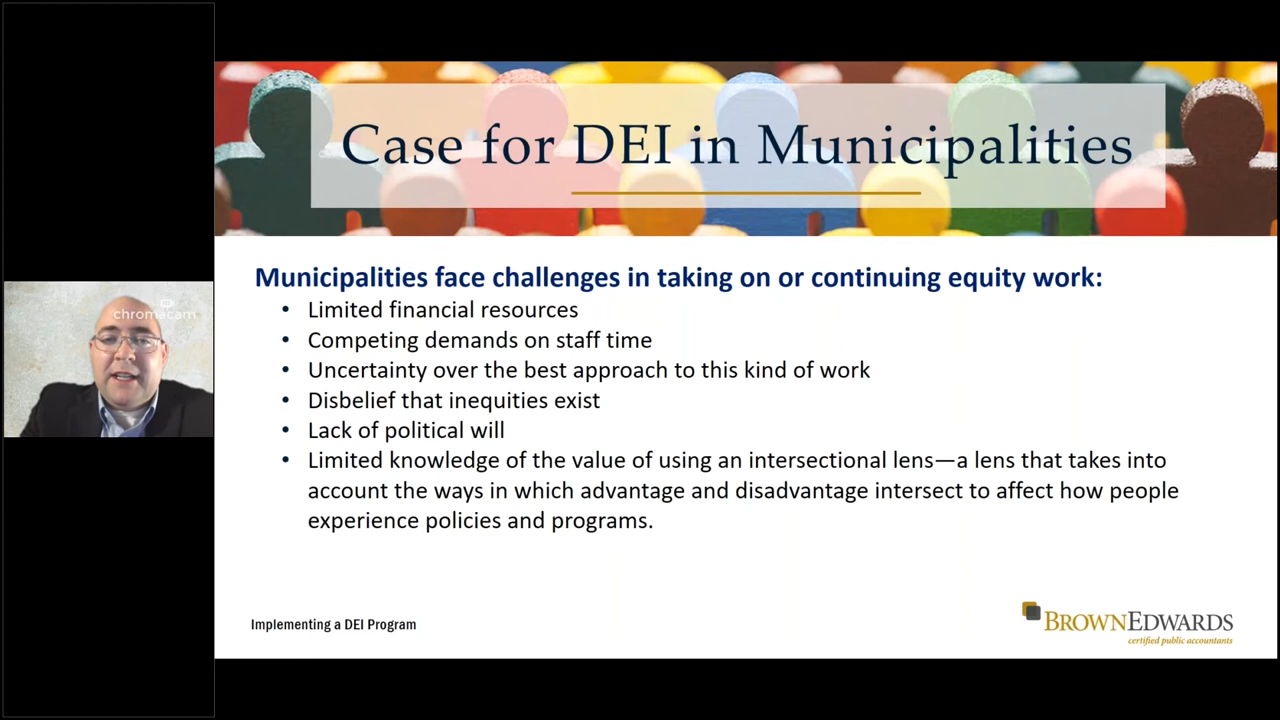 Case for DEI in Municipalities
chromacam
Municipalities face challenges in taking on or continuing equity work:
• Limited financial resources
• Competing demands on staff time
• Uncertainty over the best approach to this kind of work
• Disbelief that inequities exist
• Lack of political will
• Limited knowledge of the value of using an intersectional lens—a lens that takes into
account the ways in which advantage and disadvantage intersect to affect how people
experience policies and programs.
Implementing a DEI Program
BROWNEDWARDS
certified public accountants